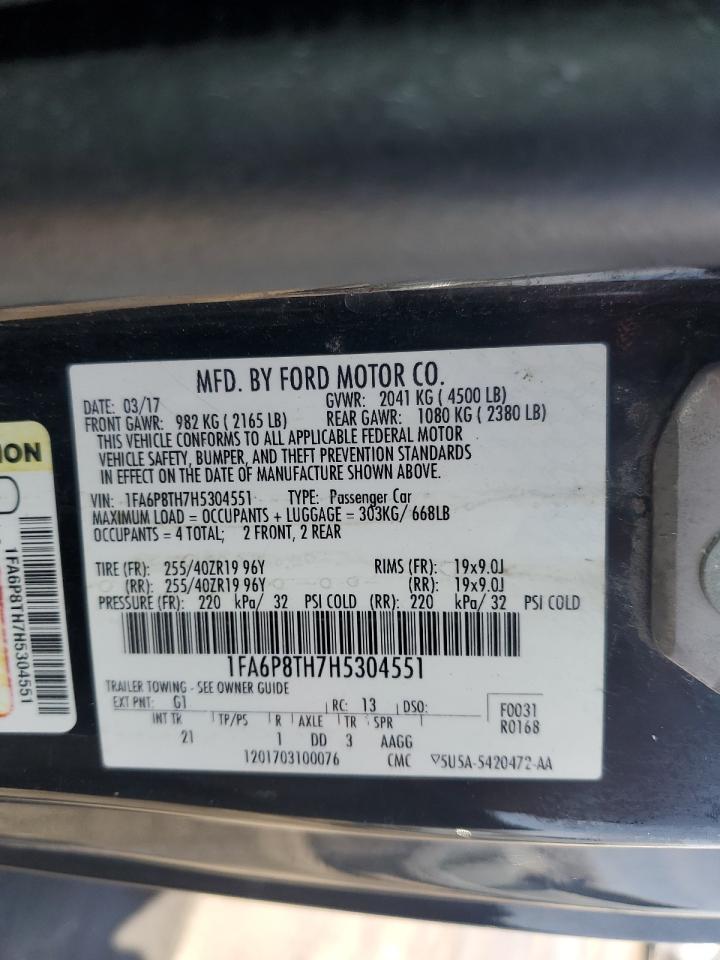 MFD. BY FORD MOTOR CO.
DATE: 03/17 GVWR: 2041 KG ( 4500 LB)
FRONT GAWR: 982 KG ( 2165 LB) REAR GAWR: 1080 KG ( 2380 LB)
THIS VEHICLE CONFORMS TO ALL APPLICABLE FEDERAL MOTOR
VEHICLE SAFETY, BUMPER, AND THEFT PREVENTION STANDARDS
IN EFFECT ON THE DATE OF MANUFACTURE SHOWN ABOVE.
VIN: 1FA6P8TH7H5304551 TYPE: Passenger Car
MAXIMUM LOAD = OCCUPANTS + LUGGAGE = 303KG/ 668LB
OCCUPANTS = 4 TOTAL; 2 FRONT, 2 REAR
TIRE (FR): 255/40ZR19 96Y RIMS (FR): 19x9.0J
(RR): 255/40ZR19 96Y (RR): 19x9.0J
PRESSURE (FR): 220 kPa/ 32 PSI COLD (RR): 220 kPa/ 32 PSI COLD
1FA6P8TH7H5304551
TRAILER TOWING - SEE OWNER GUIDE
EXT PNT: G1 RC: 13 DSO: F0031
R0168
INT TR TP/PS R AXLE TR SPR
21 1 DD 3 AAGG
1201703100076 CMC ▽5U5A-5420472-AA
ION
1FA6P8TH7H5304551